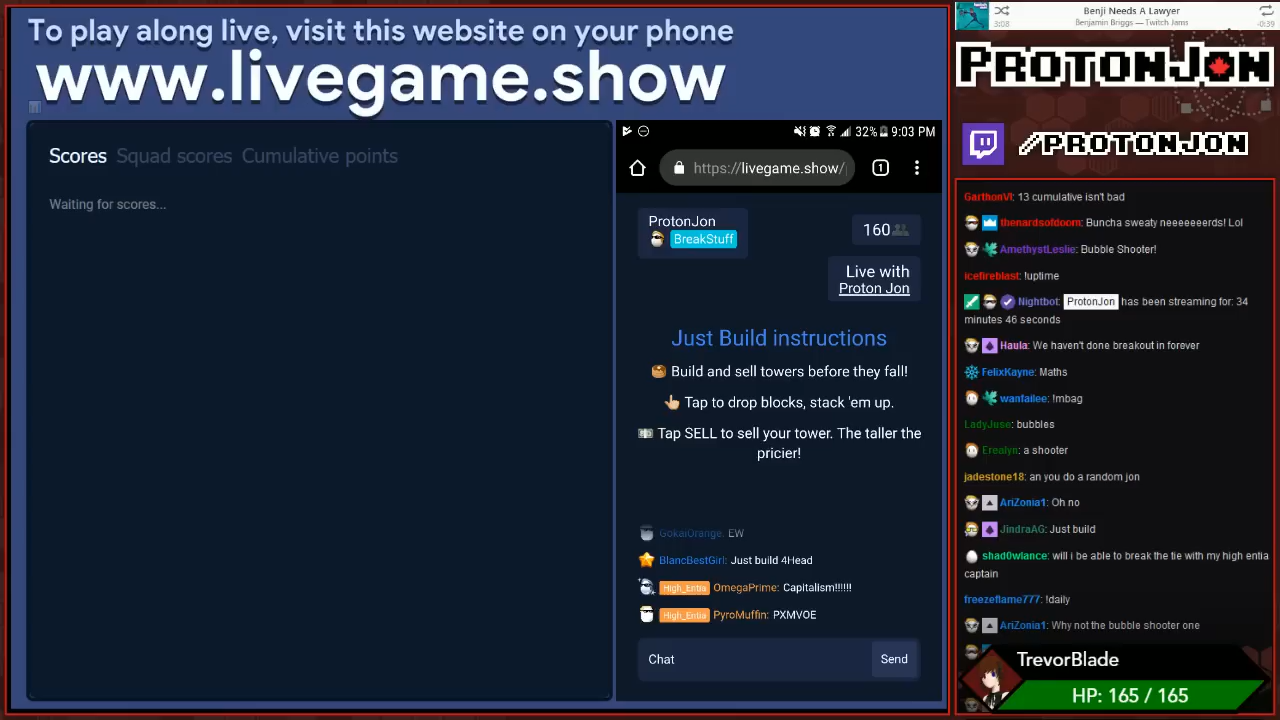 To play along live, visit this website on your phone
www.livegame.show
Scores Squad scores Cumulative points
Waiting for scores...
32% 9:03 PM
https://livegame.show/
1
ProtonJon
BreakStuff
160
Live with
Proton Jon
Just Build instructions
Build and sell towers before they fall!
Tap to drop blocks, stack 'em up.
Tap SELL to sell your tower. The taller the
pricier!
GokaiOrange: EW
BlancBestGirl: Just build 4Head
High_Entia OmegaPrime: Capitalism!!!!!!
High_Entia PyroMuffin: PXMVOE
Chat
Send
Benji Needs A Lawyer
Benjamin Briggs — Twitch Jams
3:08
-0:39
PROTONJON
/PROTONJON
GarthonVI: 13 cumulative isn't bad
thenardsofdoom: Buncha sweaty neeeeeeerds! Lol
AmethystLeslie: Bubble Shooter!
icefireblast: !uptime
Nightbot: ProtonJon has been streaming for: 34
minutes 46 seconds
Haula: We haven't done breakout in forever
FelixKayne: Maths
wanfailee: !mbag
LadyJuse: bubbles
Erealyn: a shooter
jadestone18: an you do a random jon
AriZonia1: Oh no
JindraAG: Just build
shad0wlance: will i be able to break the tie with my high entia
captain
freezeflame777: !daily
AriZonia1: Why not the bubble shooter one
TrevorBlade
HP: 165 / 165